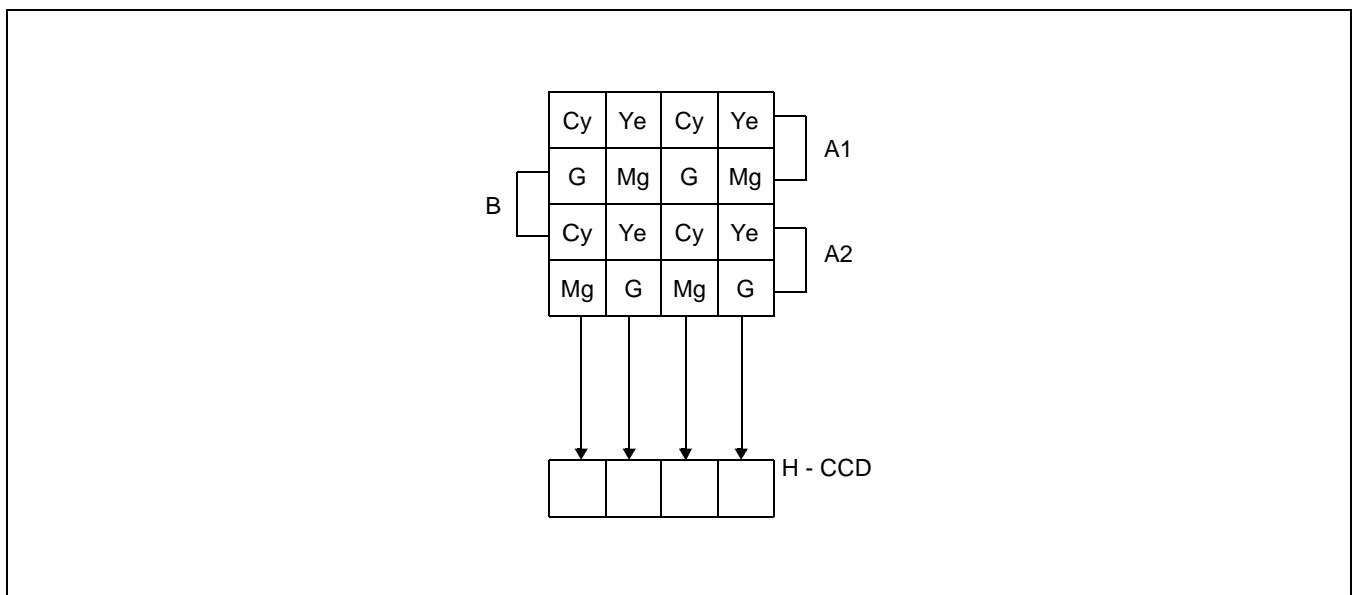 Cy Ye Cy Ye
A1
G Mg G Mg
B
Cy Ye Cy Ye
A2
Mg G Mg G
H - CCD